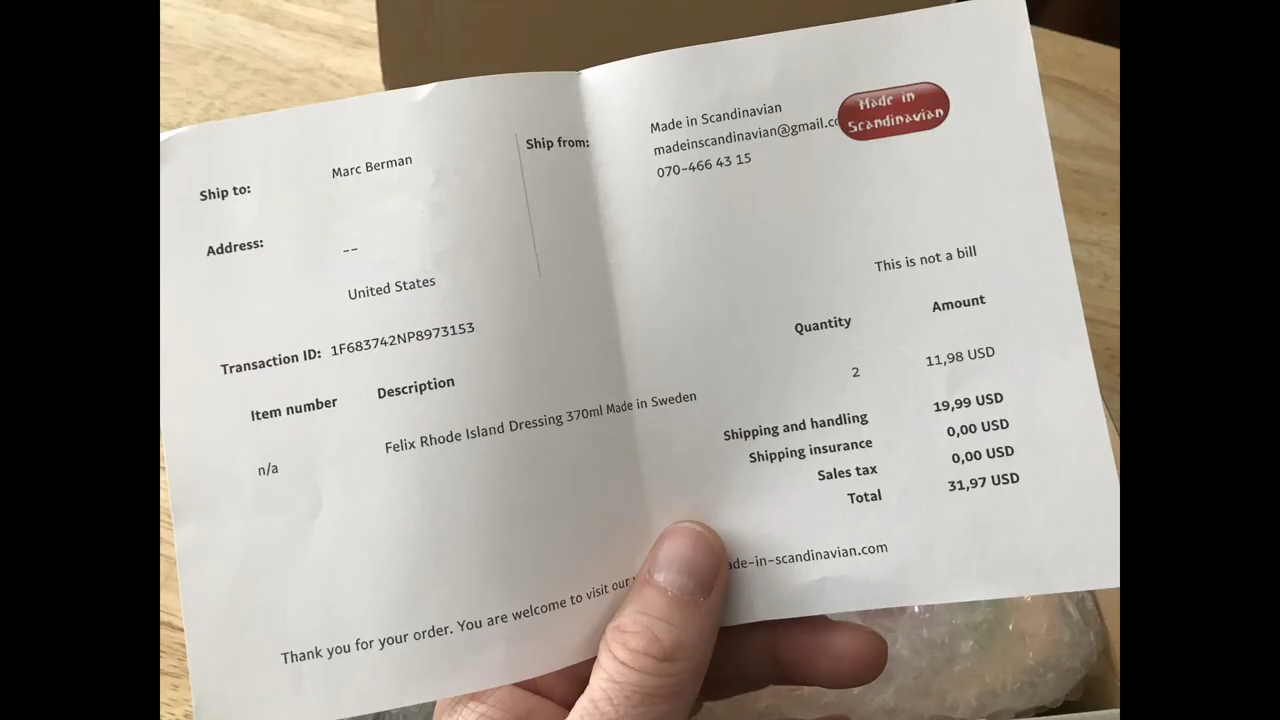 Ship to:
Marc Berman
Address:
--
United States
Transaction ID: 1F683742NP8973153
Item number
Description
n/a
Felix Rhode Island Dressing 370ml Made in Sweden
Ship from:
Made in Scandinavian
madeinscandinavian@gmail.co
070-466 43 15
Made in
Scandinavian
This is not a bill
Quantity
Amount
2
11,98 USD
Shipping and handling
19,99 USD
Shipping insurance
0,00 USD
Sales tax
0,00 USD
Total
31,97 USD
Thank you for your order. You are welcome to visit our ade-in-scandinavian.com